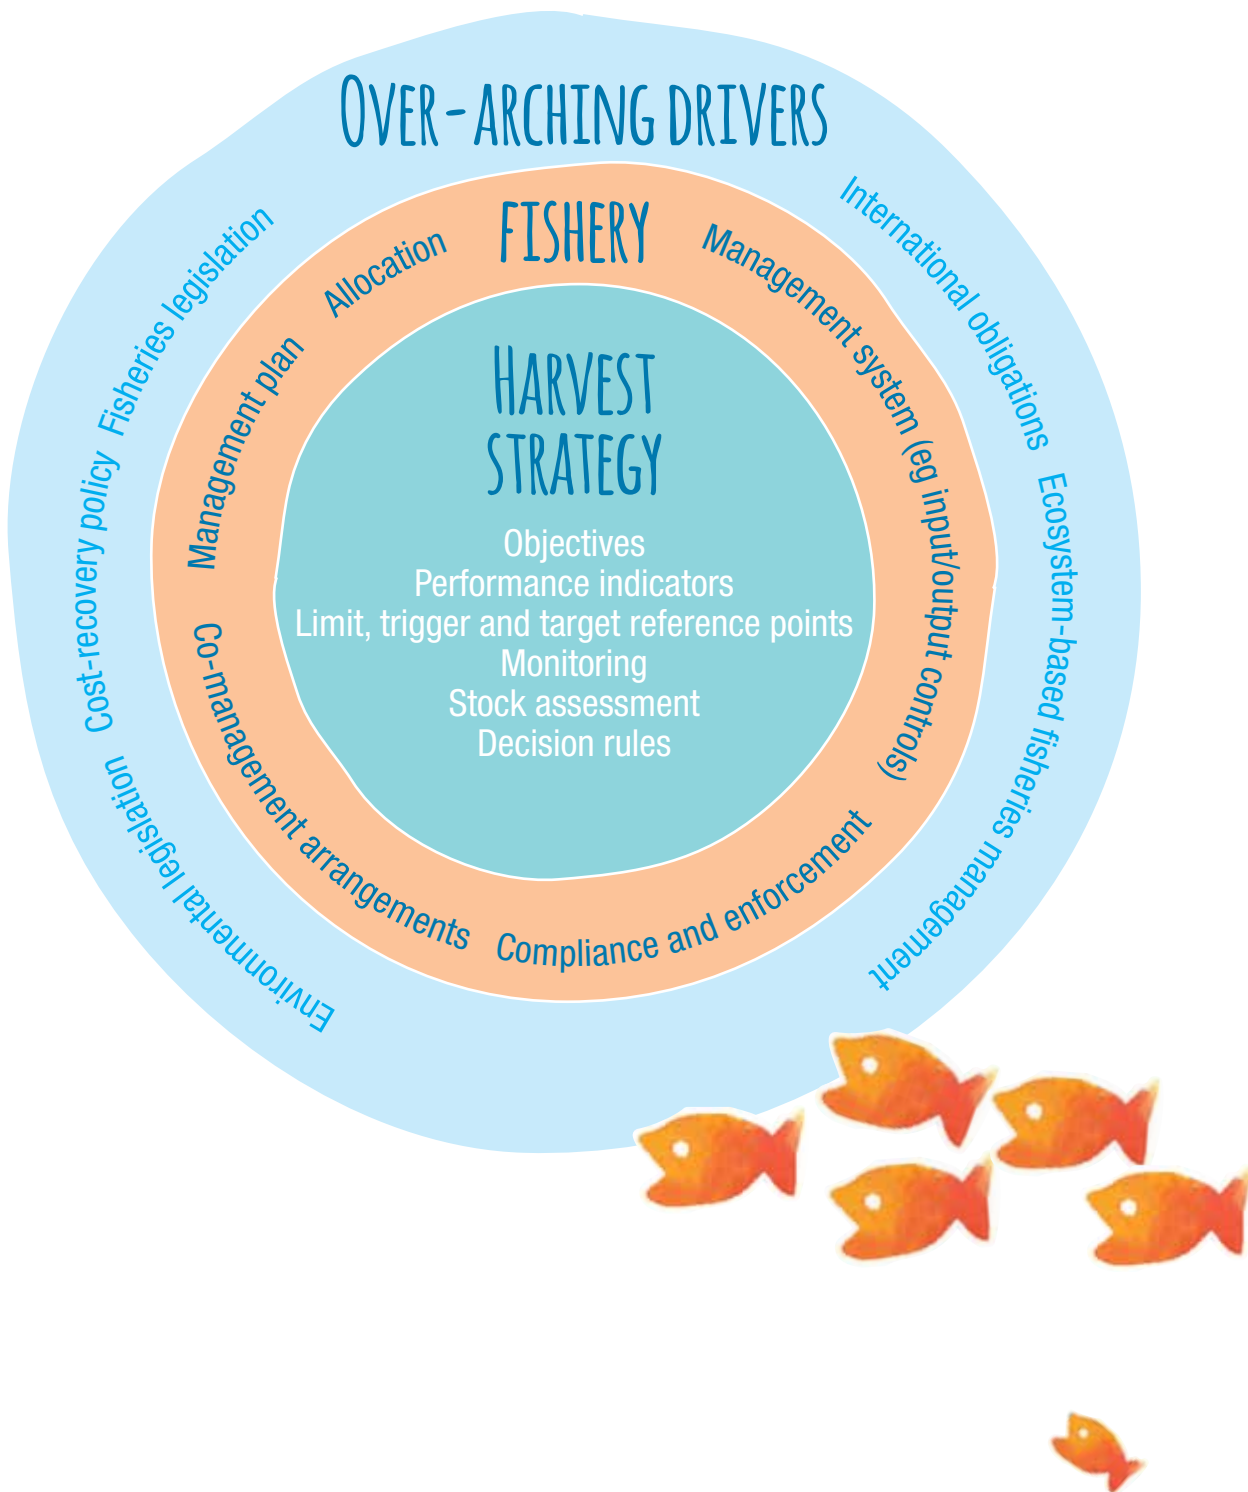 OVER-ARCHING DRIVERS
Fisheries legislation
Cost-recovery policy
Environmental legislation
International obligations
Ecosystem-based fisheries management
FISHERY
Allocation
Management plan
Co-management arrangements
Compliance and enforcement
Management system (eg input/output controls)
HARVEST
STRATEGY
Objectives
Performance indicators
Limit, trigger and target reference points
Monitoring
Stock assessment
Decision rules